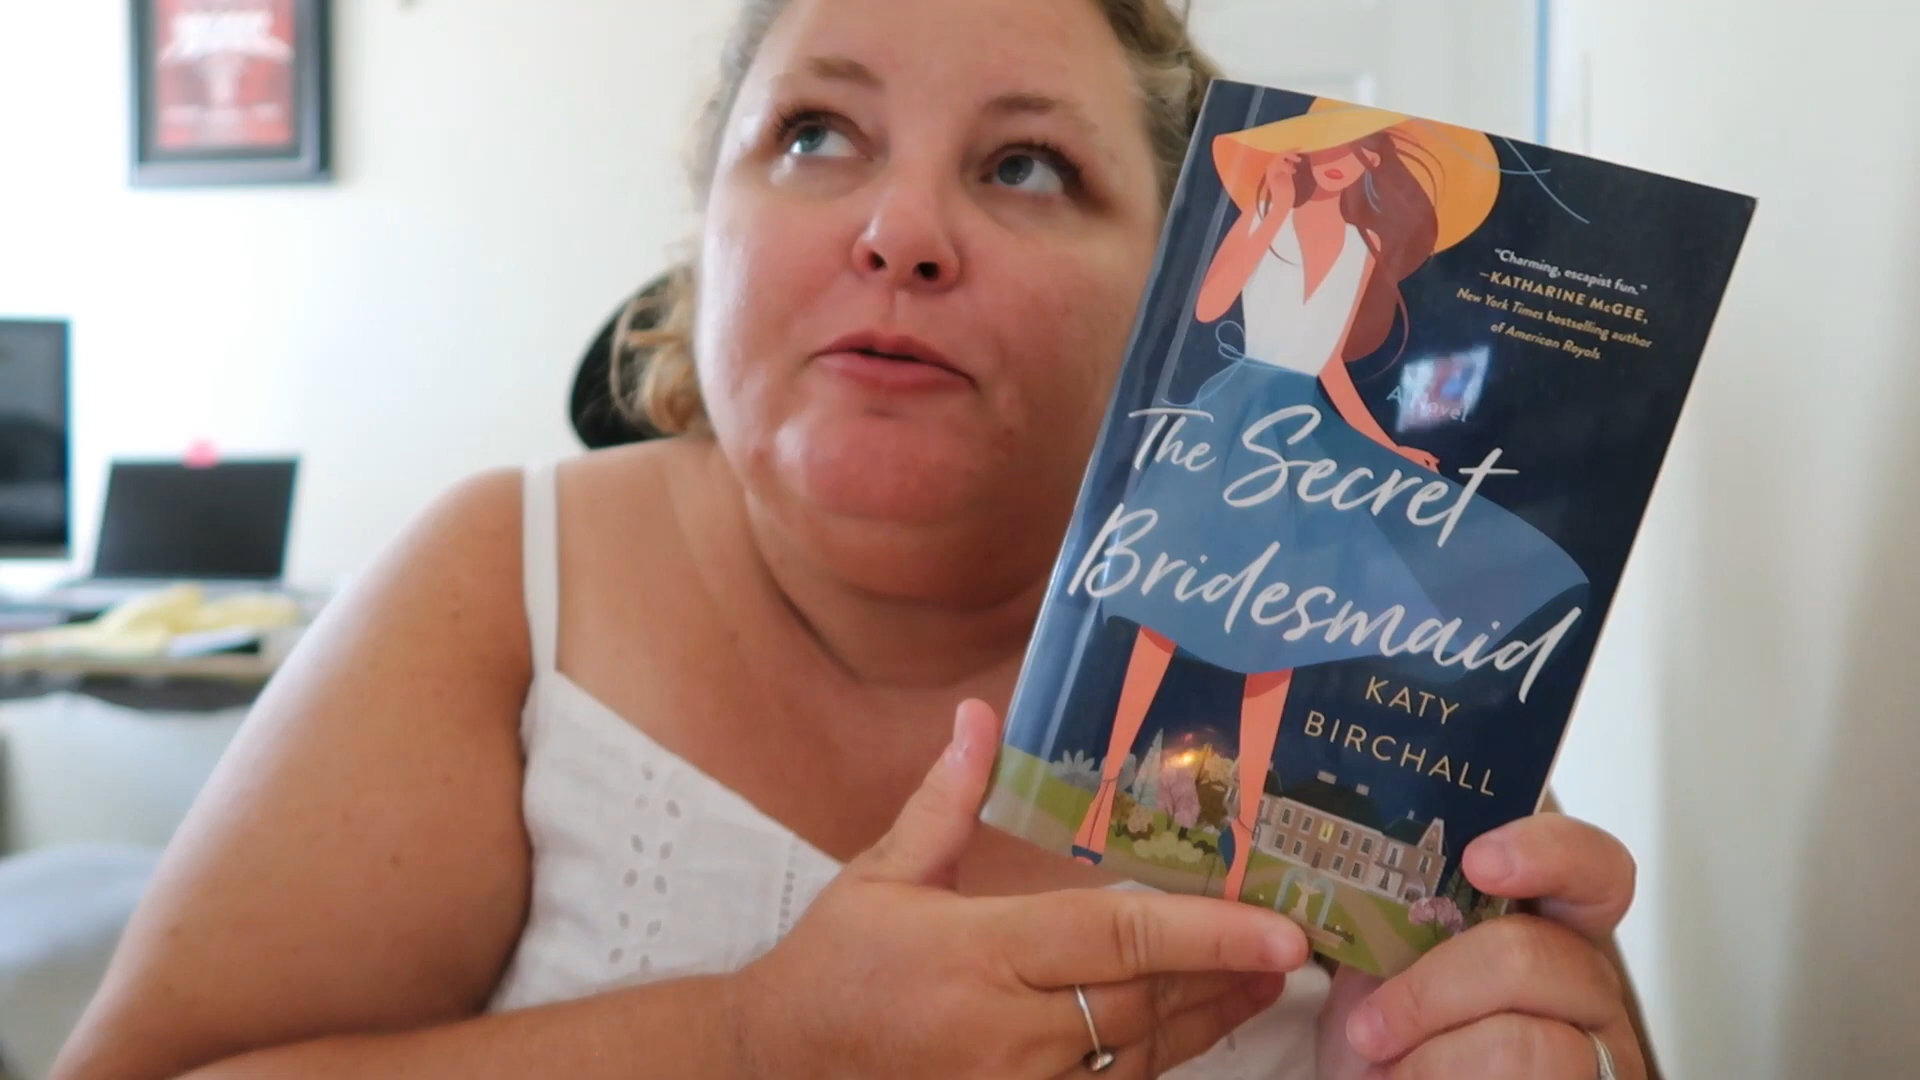 "Charming, escapist fun."
—KATHARINE McGEE,
New York Times bestselling author
of American Royals
A Novel
The Secret
Bridesmaid
KATY
BIRCHALL